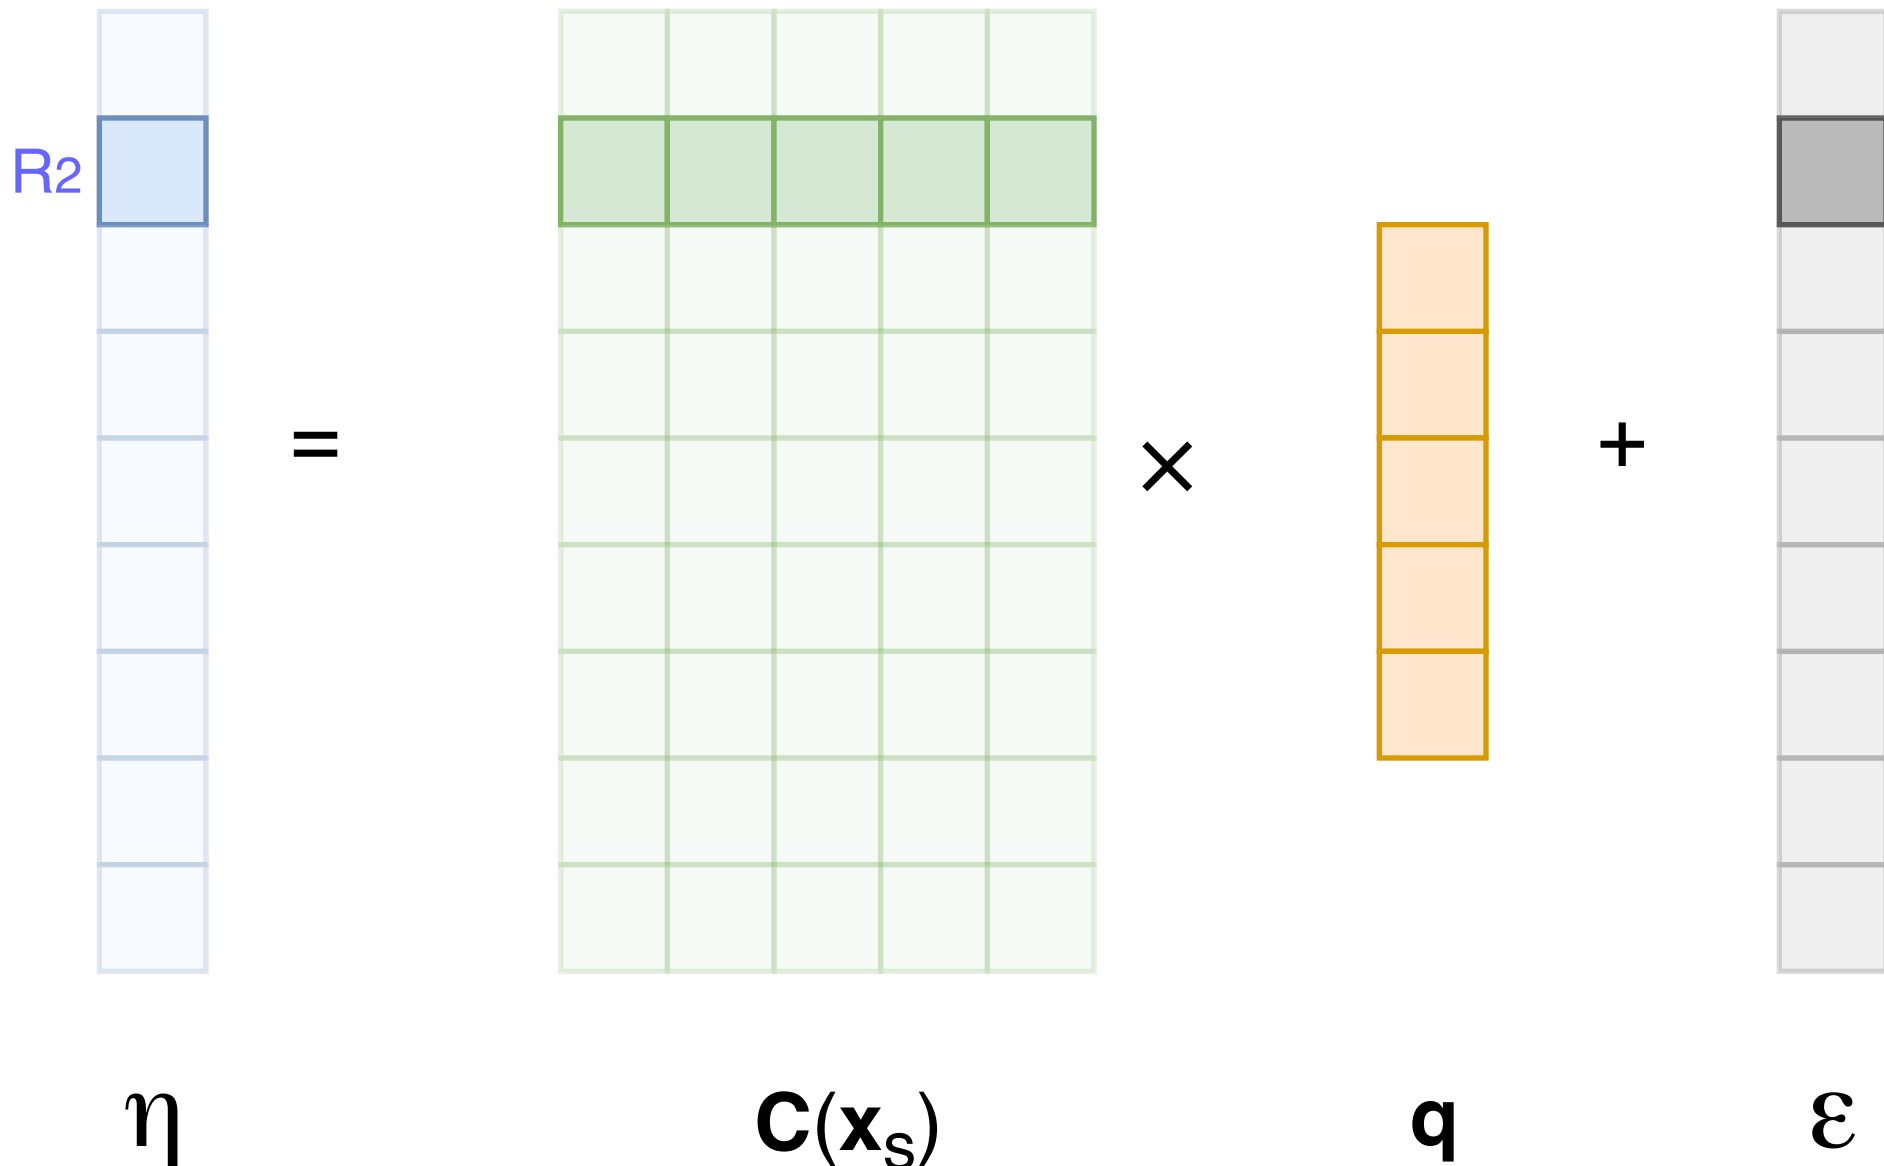 R2
= × +
η C(xₛ) q ε